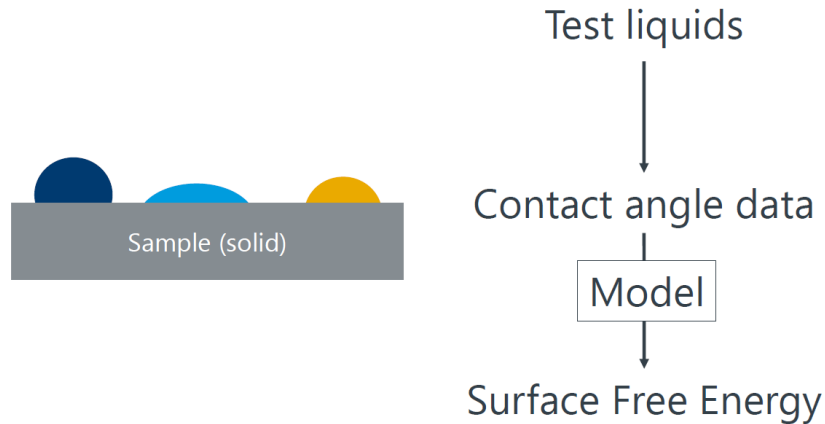 Test liquids
Contact angle data
Sample (solid)
Model
Surface Free Energy